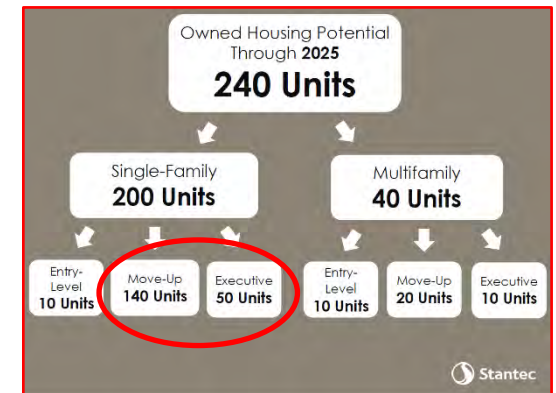 Owned Housing Potential
Through 2025
240 Units
Single-Family
200 Units
Multifamily
40 Units
Entry-
Level
10 Units
Move-Up
140 Units
Executive
50 Units
Entry-
Level
10 Units
Move-Up
20 Units
Executive
10 Units
Stantec